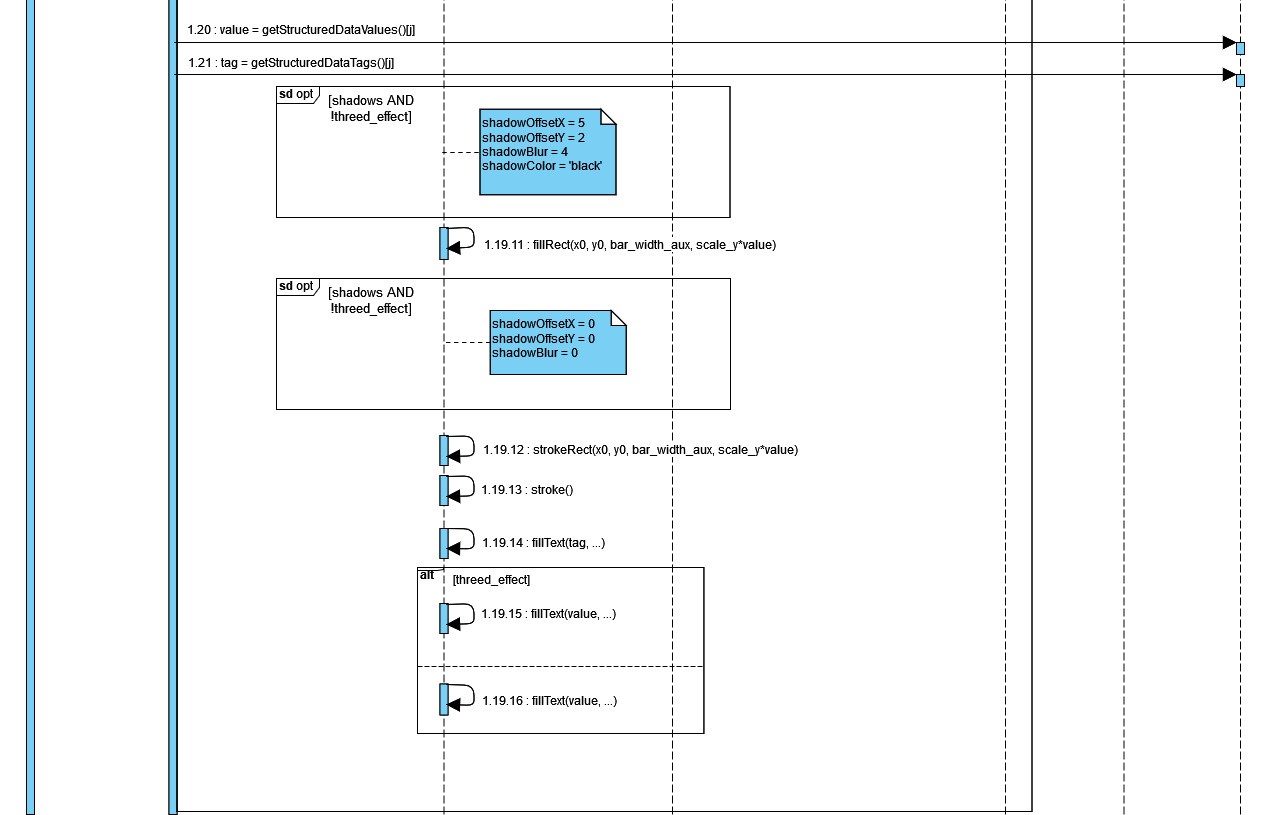 1.20 : value = getStructuredDataValues()[j]
1.21 : tag = getStructuredDataTags()[j]
sd opt
[shadows AND
!threed_effect]
shadowOffsetX = 5
shadowOffsetY = 2
shadowBlur = 4
shadowColor = 'black'
1.19.11 : fillRect(x0, y0, bar_width_aux, scale_y*value)
sd opt
[shadows AND
!threed_effect]
shadowOffsetX = 0
shadowOffsetY = 0
shadowBlur = 0
1.19.12 : strokeRect(x0, y0, bar_width_aux, scale_y*value)
1.19.13 : stroke()
1.19.14 : fillText(tag, ...)
alt
[threed_effect]
1.19.15 : fillText(value, ...)
1.19.16 : fillText(value, ...)